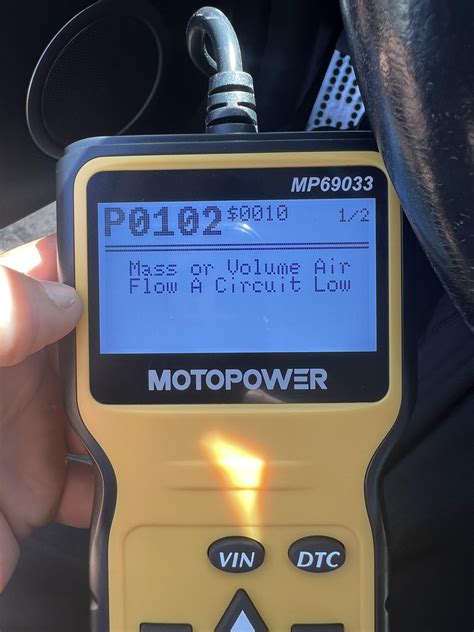 MP69033
P0102 $0010 1/2
Mass or Volume Air
Flow A Circuit Low
MOTOPOWER
VIN DTC